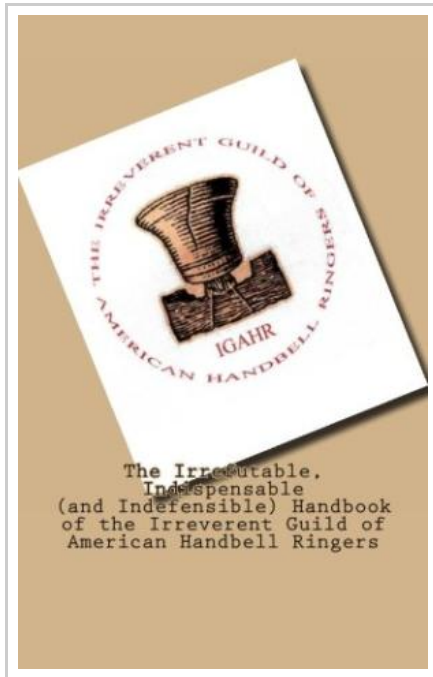 THE IRREVERENT GUILD OF
AMERICAN HANDBELL RINGERS
IGAHR
The Irrefutable,
Indispensable
(and Indefensible) Handbook
of the Irreverent Guild of
American Handbell Ringers